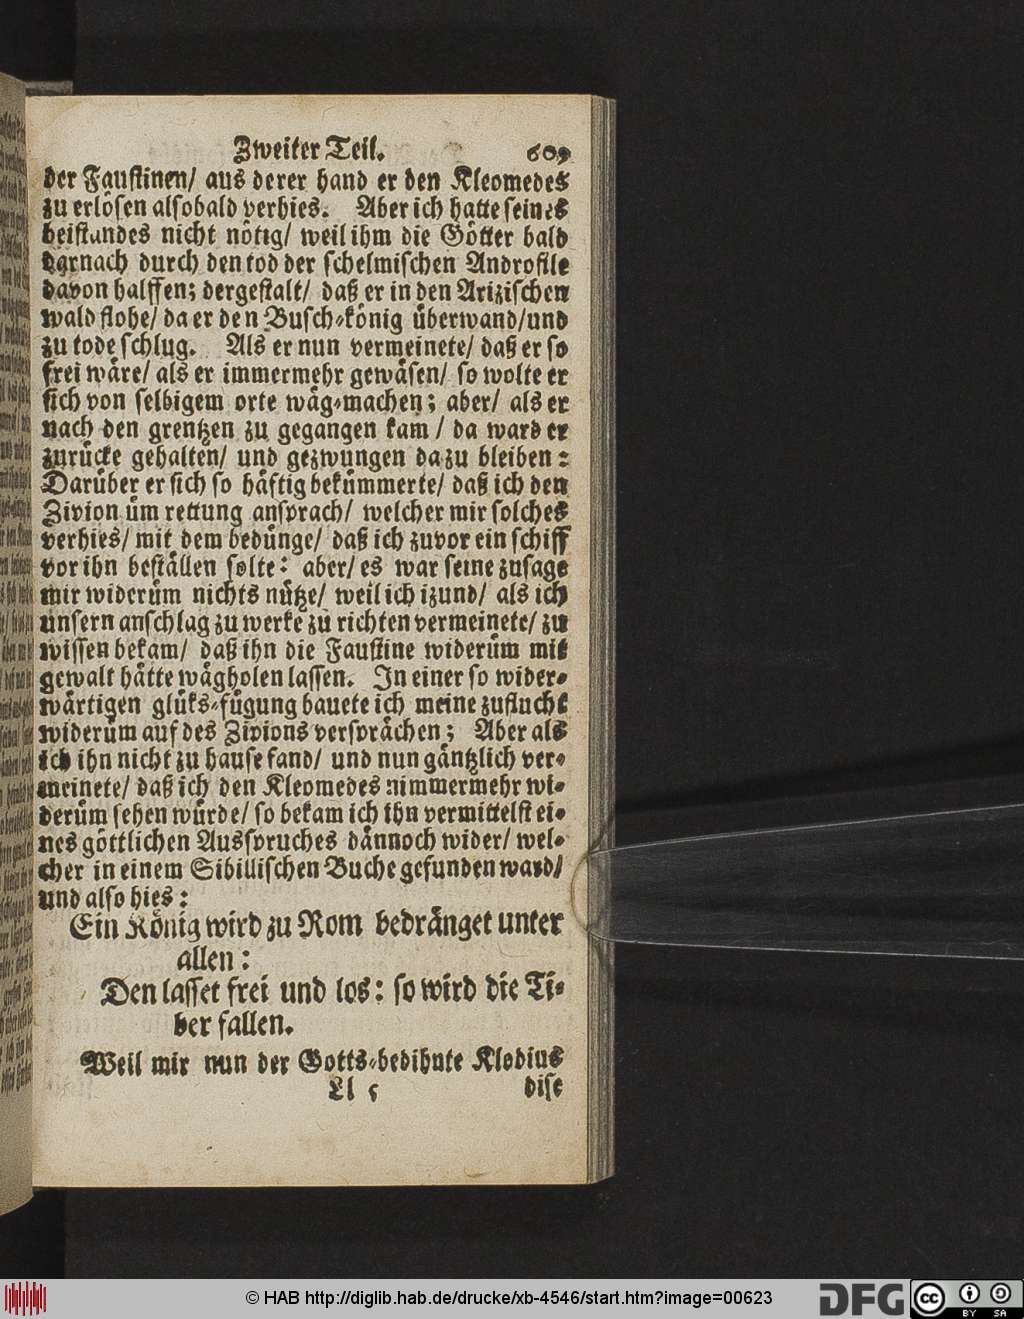 Zweiter Teil. 609
der Faustinen/ aus derer hand er den Kleomedes
zu erlösen alsobald verhies. Aber ich hatte seines
beistandes nicht nötig/ weil ihm die Götter bald
darnach durch den tod der schelmischen Androfile
davon halffen; dergestalt/ daß er in den Arizischen
wald flohe/ da er den Busch-könig überwand/und
zu tode schlug. Als er nun vermeinete/ daß er so
frei wäre/ als er immermehr gewäsen/ so wolte er
sich von selbigem orte wäg-machen; aber/ als er
nach den grentzen zu gegangen kam/ da ward er
zurücke gehalten/ und gezwungen da zu bleiben:
Darüber er sich so häftig bekümmerte/ daß ich den
Zipion üm rettung ansprach/ welcher mir solches
verhies/ mit dem bedünge/ daß ich zuvor ein schiff
vor ihn beställen solte: aber/ es war seine zusage
mir widerüm nichts nütze/ weil ich izund/ als ich
unsern anschlag zu werke zu richten vermeinete/ zu
wissen bekam/ daß ihn die Faustine widerüm mit
gewalt hätte wägholen lassen. In einer so wider-
wärtigen glüks-fügung bauete ich meine zuflucht
widerüm auf des Zipions versprächen; Aber als
ich ihn nicht zu hause fand/ und nun gäntzlich ver-
meinete/ daß ich den Kleomedes nimmermehr wi-
derüm sehen würde/ so bekam ich ihn vermittelst ei-
nes göttlichen Ausspruches dännoch wider/ wel-
cher in einem Sibillischen Buche gefunden ward/
und also hies:
Ein König wird zu Rom bedränget unter
allen:
Den lasset frei und los: so wird die Ti-
ber fallen.
Weil mir nun der Gotts-bedihnte Klodius
Ll 5 dise
© HAB http://diglib.hab.de/drucke/xb-4546/start.htm?image=00623
DFG
cc BY SA